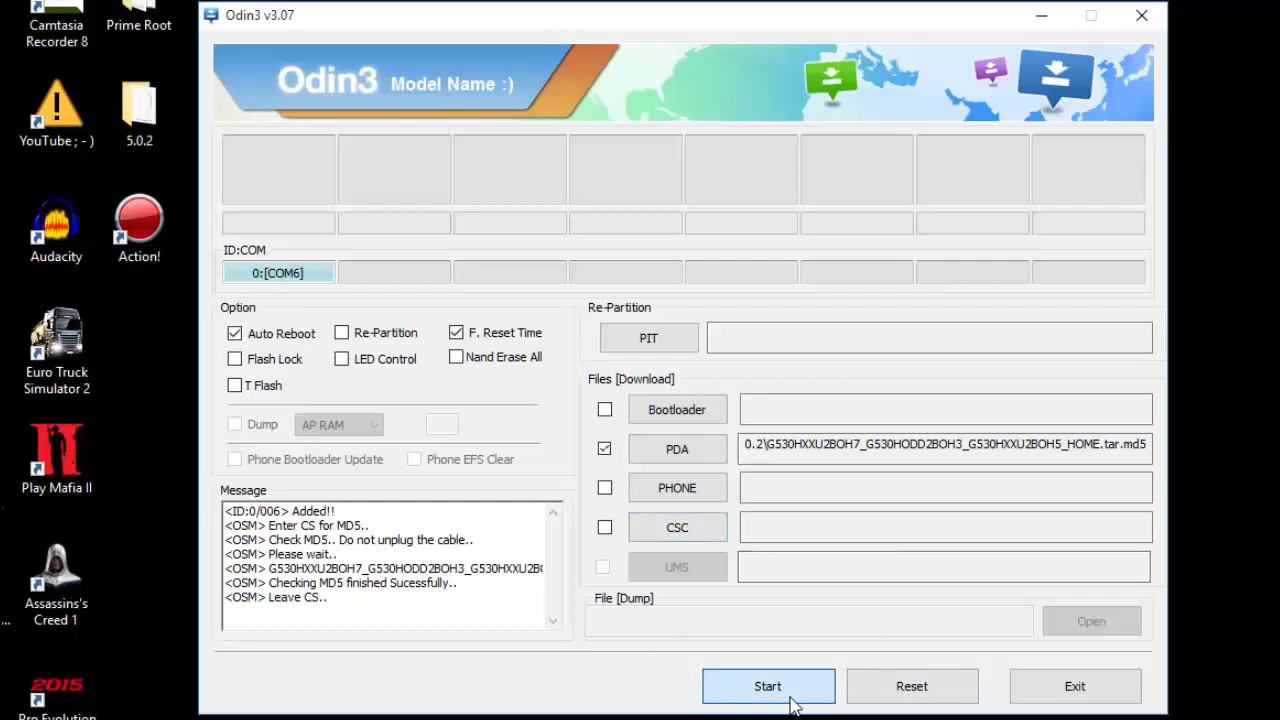 Camtasia
Recorder 8
Prime Root
YouTube ; - )
5.0.2
Audacity
Action!
Euro Truck
Simulator 2
Play Mafia II
Assassins's
Creed 1
...
2015
Pro Evolution
Odin3 v3.07
Odin3 Model Name :)
ID:COM
0:[COM6]
Option
Auto Reboot
Re-Partition
F. Reset Time
Flash Lock
LED Control
Nand Erase All
T Flash
Dump
AP RAM
Phone Bootloader Update
Phone EFS Clear
Message
<ID:0/006> Added!!
<OSM> Enter CS for MD5..
<OSM> Check MD5.. Do not unplug the cable..
<OSM> Please wait..
<OSM> G530HXXU2BOH7_G530HODD2BOH3_G530HXXU2BO
<OSM> Checking MD5 finished Sucessfully..
<OSM> Leave CS..
Re-Partition
PIT
Files [Download]
Bootloader
PDA
0.2\G530HXXU2BOH7_G530HODD2BOH3_G530HXXU2BOH5_HOME.tar.md5
PHONE
CSC
UMS
File [Dump]
Open
Start
Reset
Exit